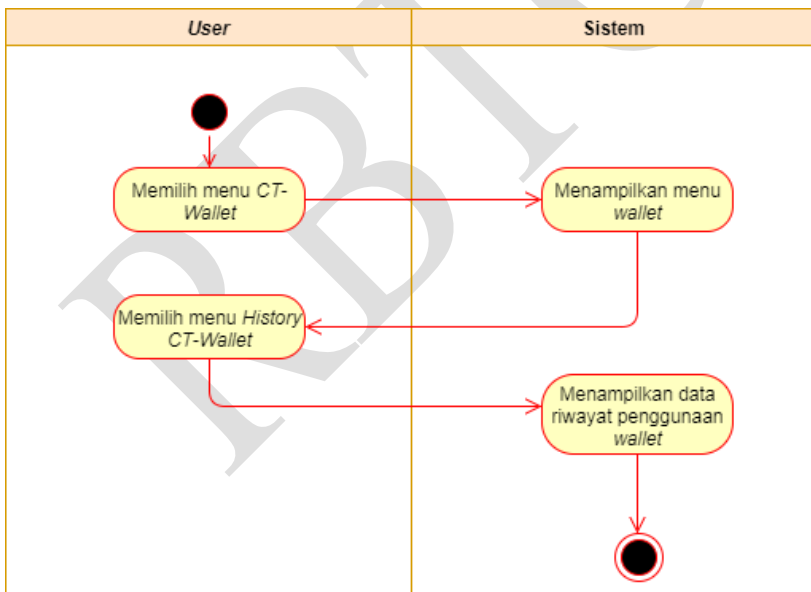 User
Sistem
Memilih menu CT-
Wallet
Menampilkan menu
wallet
Memilih menu History
CT-Wallet
Menampilkan data
riwayat penggunaan
wallet